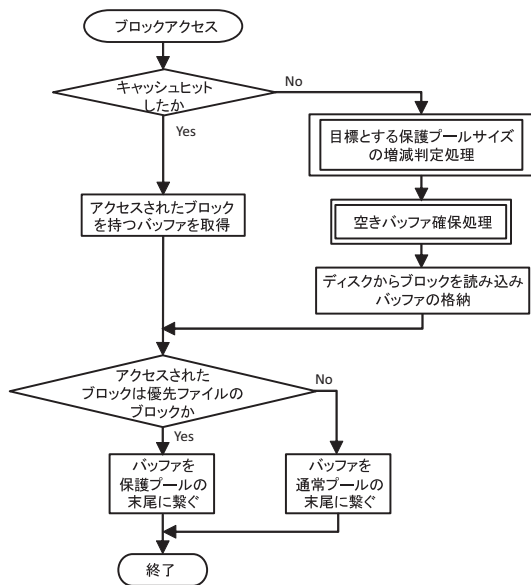 ブロックアクセス
キャッシュヒット
したか
No
Yes
目標とする保護プールサイズ
の増減判定処理
アクセスされたブロック
を持つバッファを取得
空きバッファ確保処理
ディスクからブロックを読み込み
バッファの格納
アクセスされた
ブロックは優先ファイルの
ブロックか
No
Yes
バッファを
保護プールの
末尾に繋ぐ
バッファを
通常プールの
末尾に繋ぐ
終了